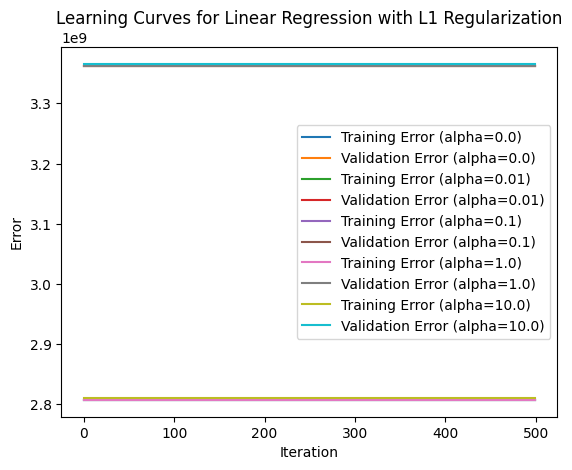 Learning Curves for Linear Regression with L1 Regularization
1e9
3.3
3.2
3.1
3.0
2.9
2.8
Error
Training Error (alpha=0.0)
Validation Error (alpha=0.0)
Training Error (alpha=0.01)
Validation Error (alpha=0.01)
Training Error (alpha=0.1)
Validation Error (alpha=0.1)
Training Error (alpha=1.0)
Validation Error (alpha=1.0)
Training Error (alpha=10.0)
Validation Error (alpha=10.0)
0 100 200 300 400 500
Iteration